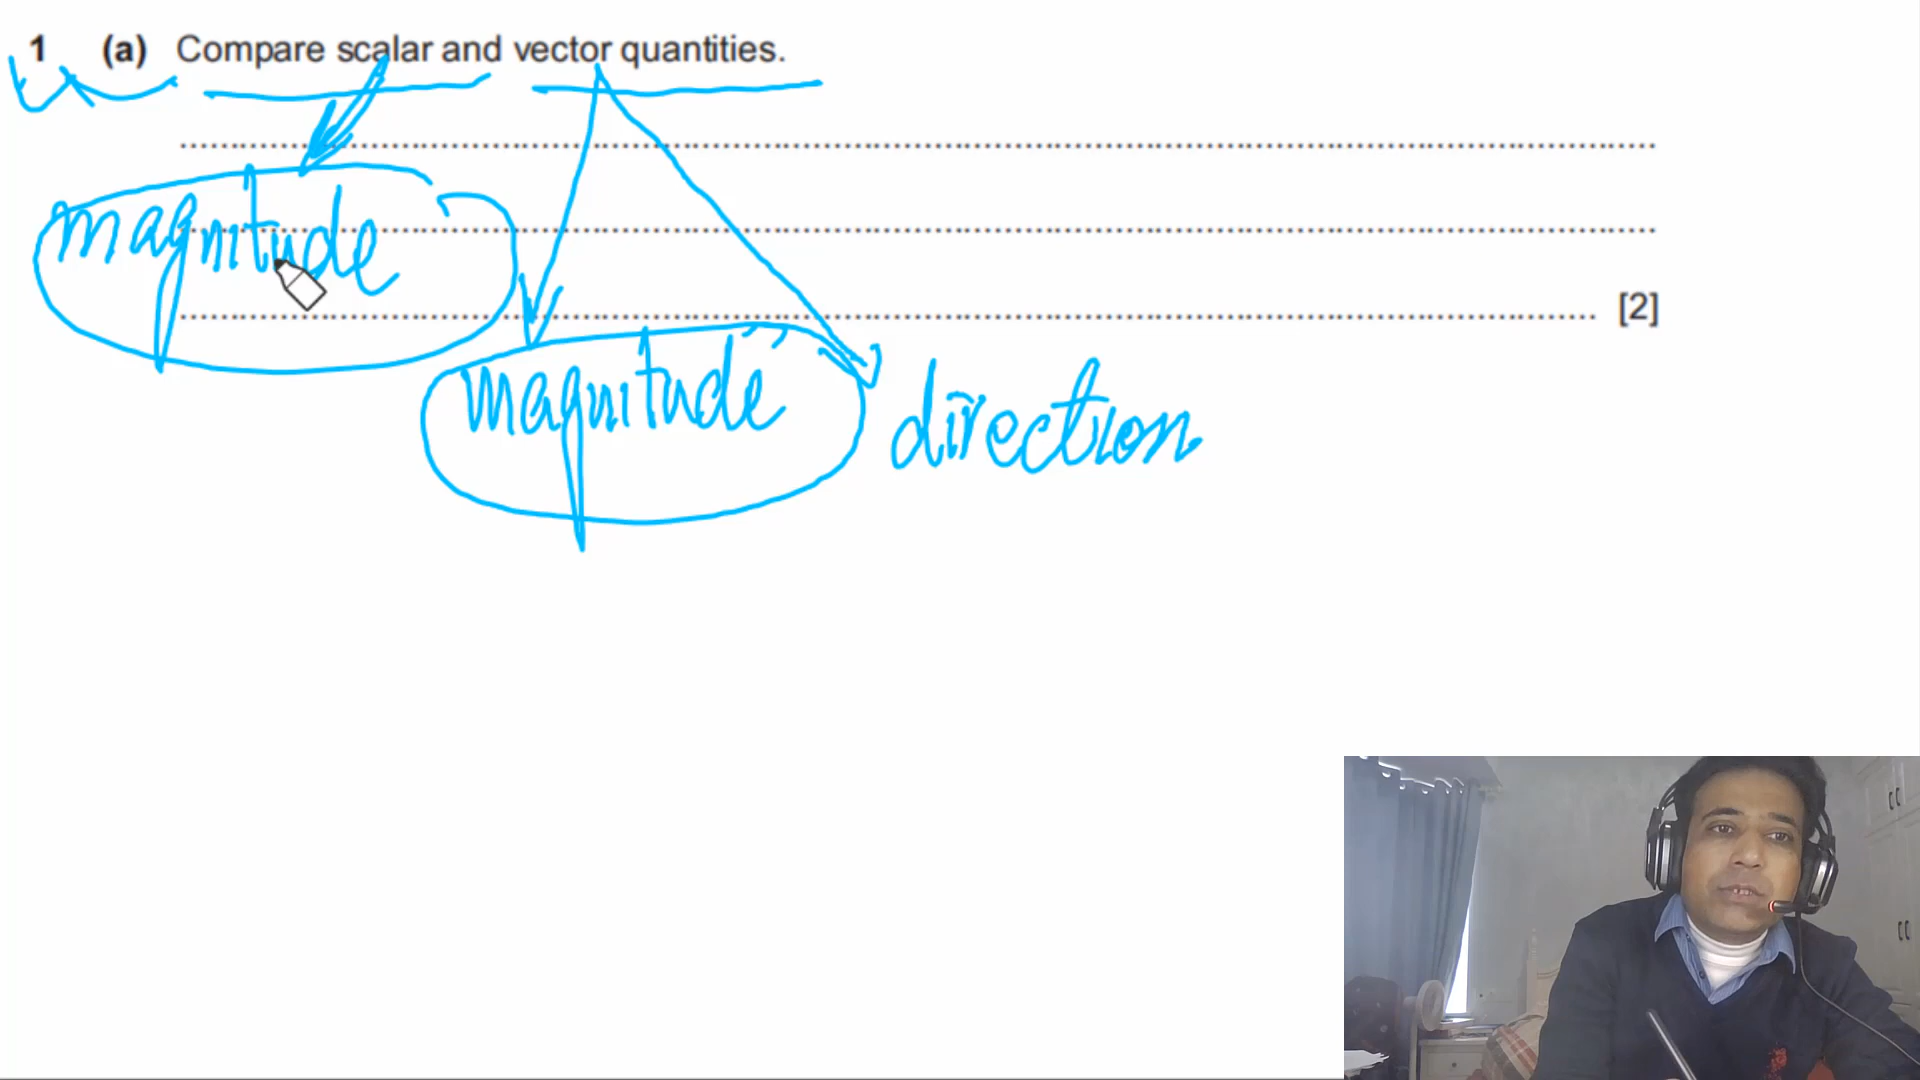 1 (a) Compare scalar and vector quantities.
magnitude
[2]
magnitude direction